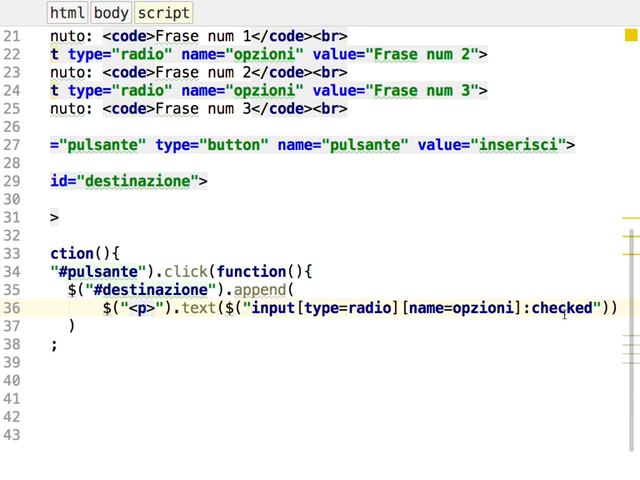 html body script
21 nuto: <code>Frase num 1</code><br>
22 t type="radio" name="opzioni" value="Frase num 2">
23 nuto: <code>Frase num 2</code><br>
24 t type="radio" name="opzioni" value="Frase num 3">
25 nuto: <code>Frase num 3</code><br>
26
27 ="pulsante" type="button" name="pulsante" value="inserisci">
28
29 id="destinazione">
30
31 >
32
33 ction(){
34 "#pulsante").click(function(){
35 $("#destinazione").append(
36 $("<p>").text($("input[type=radio][name=opzioni]:checked"))
37 )
38 ;
39
40
41
42
43